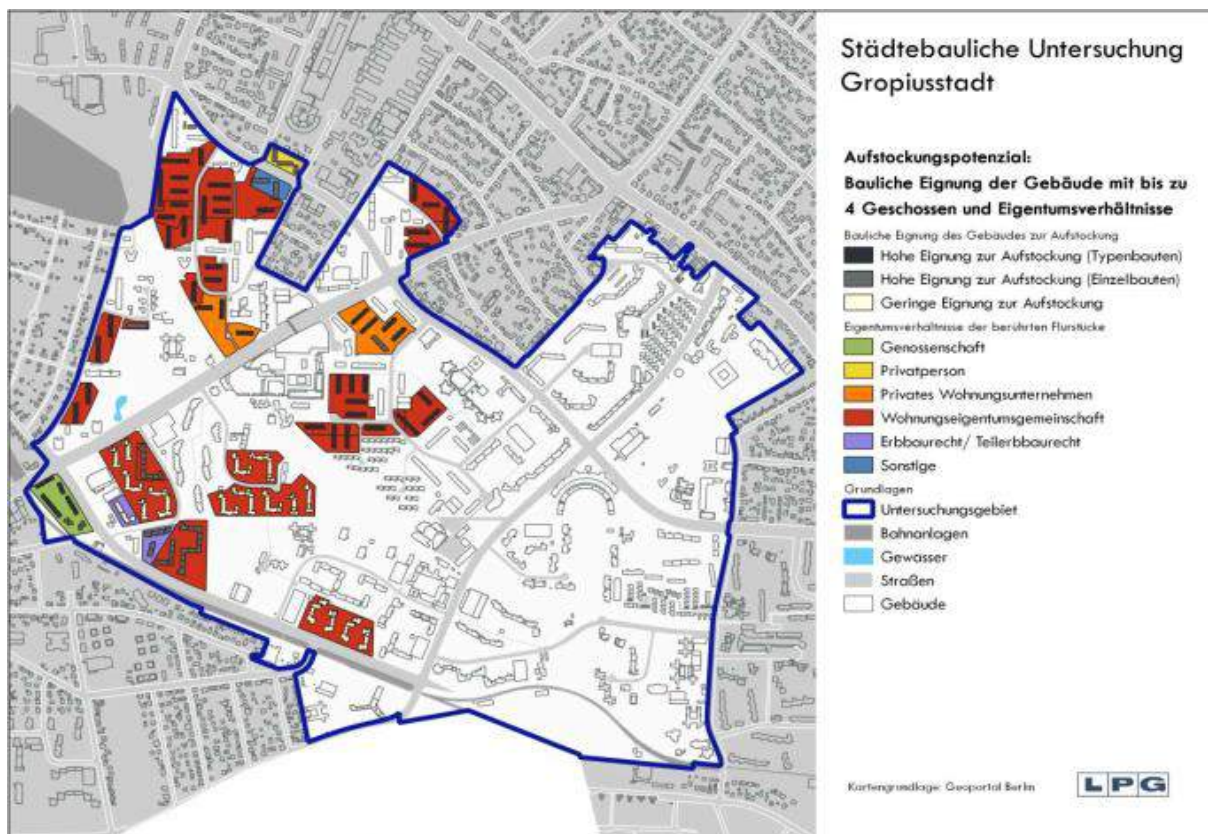 Städtebauliche Untersuchung
Gropiusstadt
Aufstockungspotenzial:
Bauliche Eignung der Gebäude mit bis zu
4 Geschossen und Eigentumsverhältnisse
Bauliche Eignung des Gebäudes zur Aufstockung
Hohe Eignung zur Aufstockung (Typenbauten)
Hohe Eignung zur Aufstockung (Einzelbauten)
Geringe Eignung zur Aufstockung
Eigentumsverhältnisse der berührten Flurstücke
Genossenschaft
Privatperson
Privates Wohnungsunternehmen
Wohnungseigentumsgemeinschaft
Erbbaurecht/ Teilerbbaurecht
Sonstige
Grundlagen
Untersuchungsgebiet
Bahnanlagen
Gewässer
Straßen
Gebäude
Kartengrundlage: Geoportal Berlin
LPG